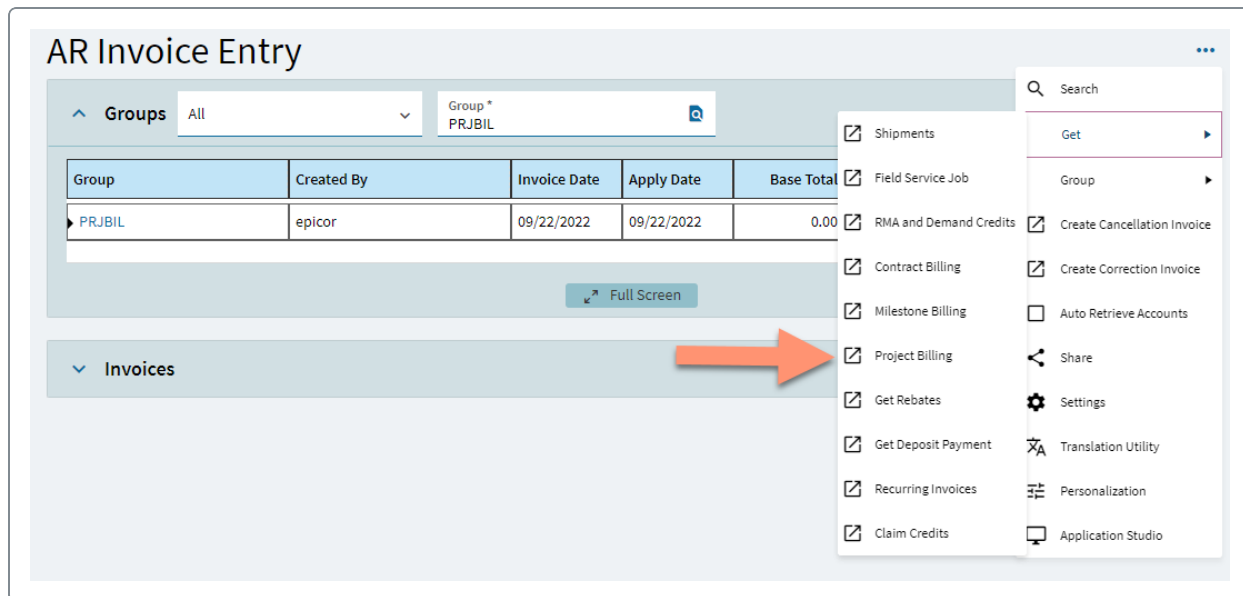 AR Invoice Entry
Groups
All
Group *
PRJBIL
Group
Created By
Invoice Date
Apply Date
Base Total
PRJBIL
epicor
09/22/2022
09/22/2022
0.00
Full Screen
Invoices
Shipments
Field Service Job
RMA and Demand Credits
Contract Billing
Milestone Billing
Project Billing
Get Rebates
Get Deposit Payment
Recurring Invoices
Claim Credits
Search
Get
Group
Create Cancellation Invoice
Create Correction Invoice
Auto Retrieve Accounts
Share
Settings
Translation Utility
Personalization
Application Studio